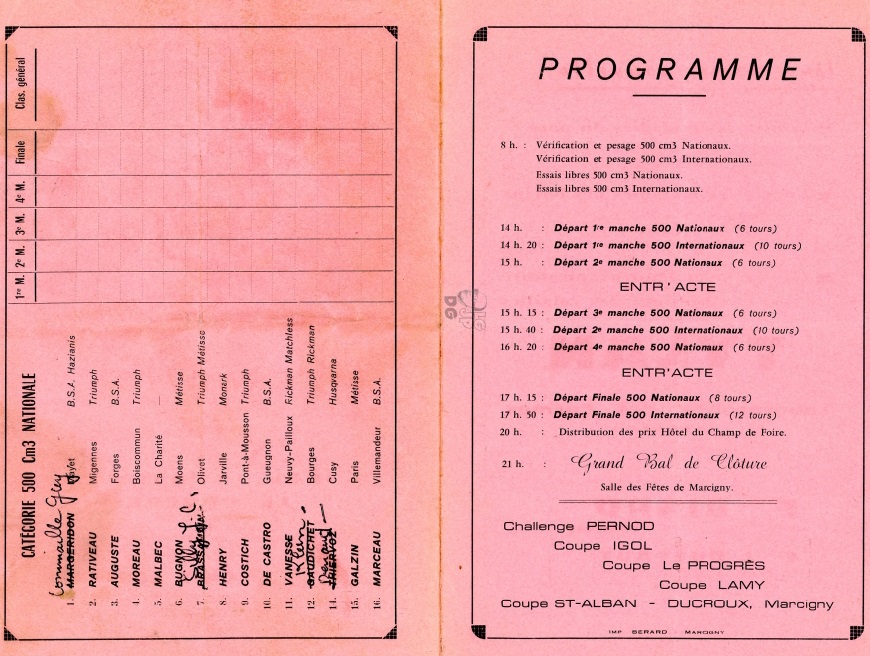 CATÉGORIE 500 Cm3 NATIONALE
1re M. 2e M. 3e M. 4e M. Finale Clas. général
Commaille Guy
1. MARGERIDON B.S.A. Hazianis
2. RATIVEAU Migennes Triumph
3. AUGUSTE Forges B.S.A.
4. MOREAU Boiscommun Triumph
5. MALBEC La Charité —
6. BUGNON Moens Métisse
7. Olivet Triumph Métisse
8. HENRY Jarville Monark
9. COSTICH Pont-à-Mousson Triumph
10. DE CASTRO Gueugnon B.S.A.
11. VANESSE Neuvy-Pailloux Rickman Matchless
Klein -
12. GAUDICHET Bourges Triumph Rickman
14. Cusy Husqvarna
15. GALZIN Paris Métisse
16. MARCEAU Villemandeur B.S.A.
PROGRAMME
8 h. : Vérification et pesage 500 cm3 Nationaux.
Vérification et pesage 500 cm3 Internationaux.
Essais libres 500 cm3 Nationaux.
Essais libres 500 cm3 Internationaux.
14 h. : Départ 1re manche 500 Nationaux (6 tours)
14 h. 20 : Départ 1re manche 500 Internationaux (10 tours)
15 h. : Départ 2e manche 500 Nationaux (6 tours)
ENTR'ACTE
15 h. 15 : Départ 3e manche 500 Nationaux (6 tours)
15 h. 40 : Départ 2e manche 500 Internationaux (10 tours)
16 h. 20 : Départ 4e manche 500 Nationaux (6 tours)
ENTR'ACTE
17 h. 15 : Départ Finale 500 Nationaux (8 tours)
17 h. 50 : Départ Finale 500 Internationaux (12 tours)
20 h. : Distribution des prix Hôtel du Champ de Foire.
21 h. : Grand Bal de Clôture
Salle des Fêtes de Marcigny.
Challenge PERNOD
Coupe IGOL
Coupe Le PROGRÈS
Coupe LAMY
Coupe ST-ALBAN - DUCROUX, Marcigny
IMP BERARD - MARCIGNY